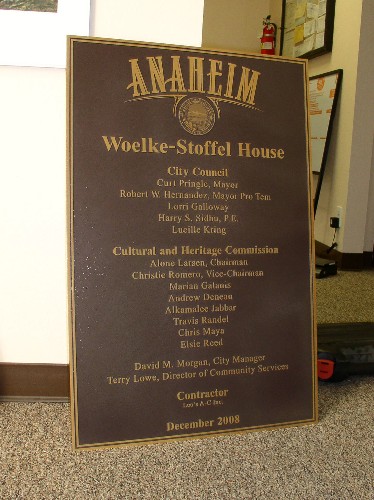 ANAHEIM
Woelke-Stoffel House
City Council
Curt Pringle, Mayor
Robert W. Hernandez, Mayor Pro Tem
Lorri Galloway
Harry S. Sidhu, P.E.
Lucille Kring
Cultural and Heritage Commission
Alone Larsen, Chairman
Christie Romero, Vice-Chairman
Marian Galanis
Andrew Deneau
Alkamalee Jabbar
Travis Randel
Chris Maya
Elsie Reed
David M. Morgan, City Manager
Terry Lowe, Director of Community Services
Contractor
December 2008